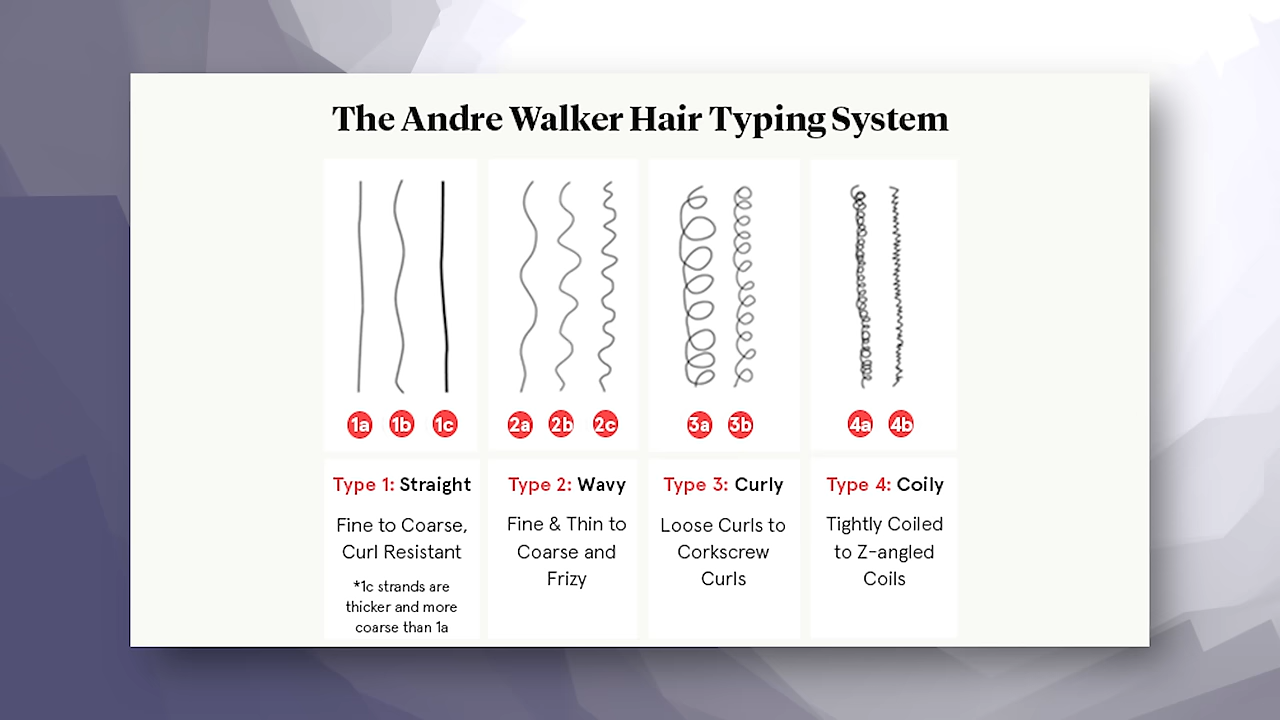 The Andre Walker Hair Typing System
1a 1b 1c
2a 2b 2c
3a 3b
4a 4b
Type 1: Straight
Fine to Coarse,
Curl Resistant
*1c strands are
thicker and more
coarse than 1a
Type 2: Wavy
Fine & Thin to
Coarse and
Frizy
Type 3: Curly
Loose Curls to
Corkscrew
Curls
Type 4: Coily
Tightly Coiled
to Z-angled
Coils